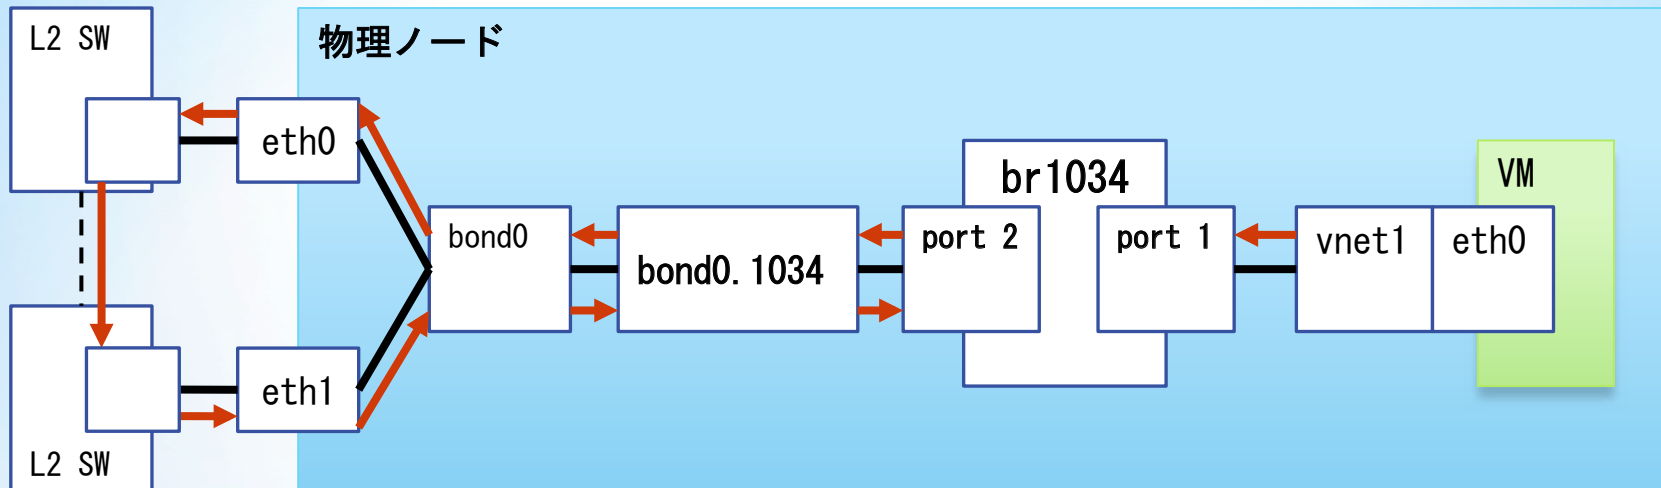 L2 SW
物理ノード
eth0
br1034
VM
bond0
bond0.1034
port 2
port 1
vnet1
eth0
eth1
L2 SW